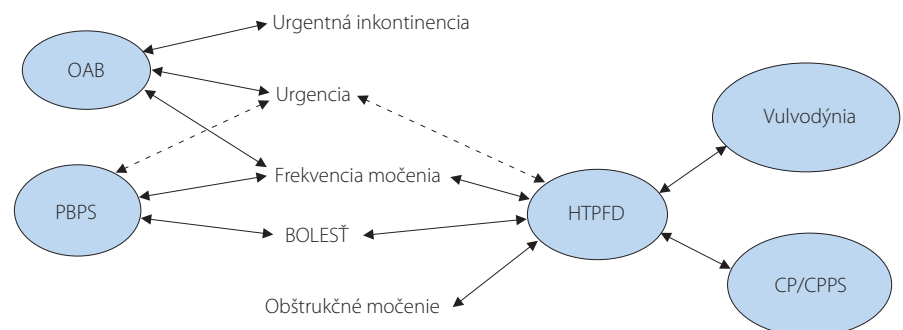 Urgentná inkontinencia
OAB
Urgencia
Vulvodýnia
Frekvencia močenia
PBPS
HTPFD
BOLESŤ
CP/CPPS
Obštrukčné močenie